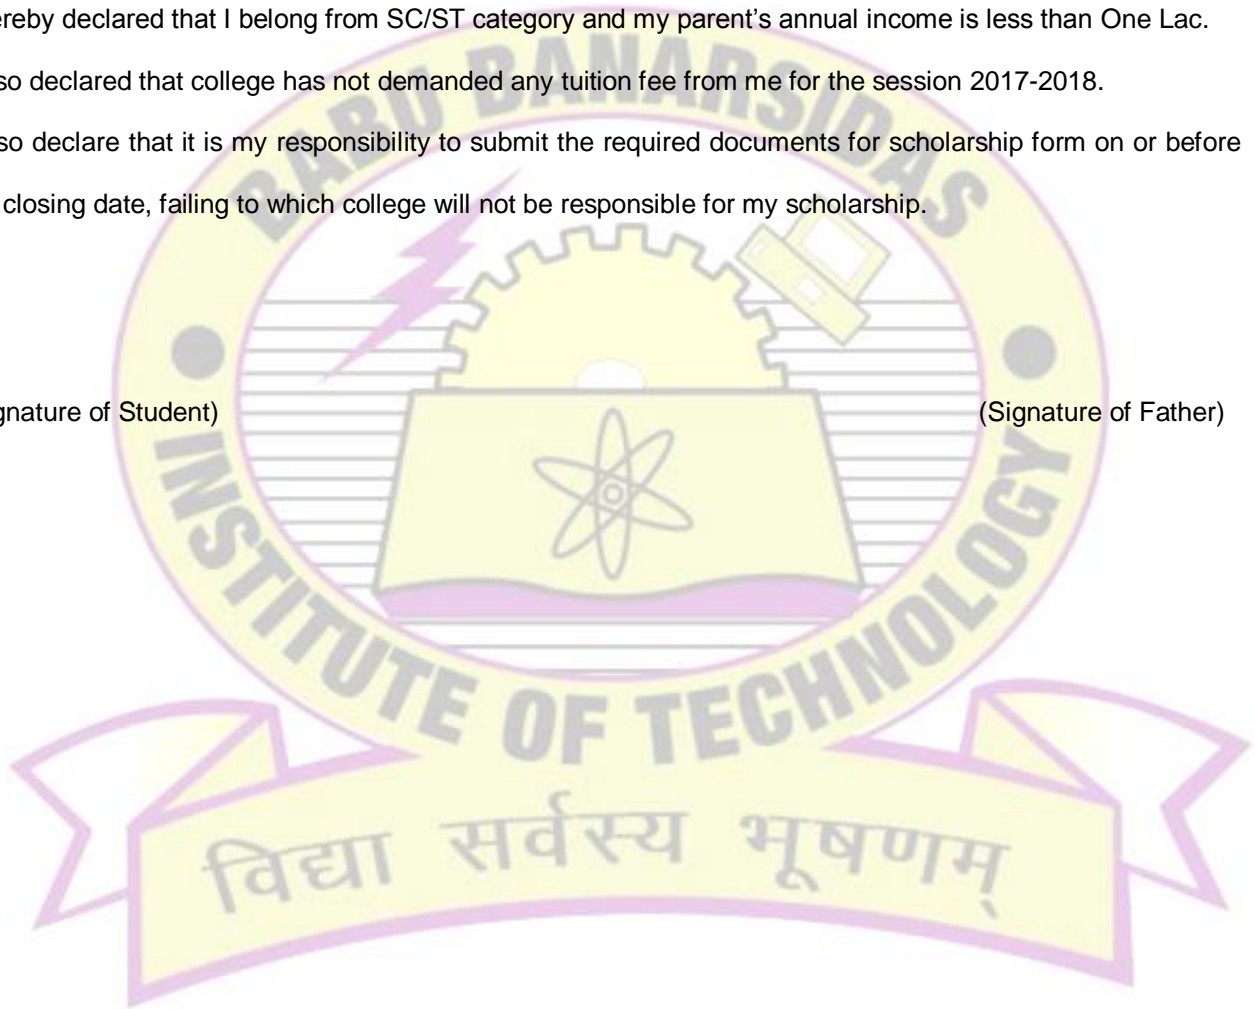 ereby declared that I belong from SC/ST category and my parent’s annual income is less than One Lac.
so declared that college has not demanded any tuition fee from me for the session 2017-2018.
so declare that it is my responsibility to submit the required documents for scholarship form on or before
closing date, failing to which college will not be responsible for my scholarship.
gnature of Student) (Signature of Father)
BABU BANARSIDAS
INSTITUTE OF TECHNOLOGY
विद्या सर्वस्य भूषणम्